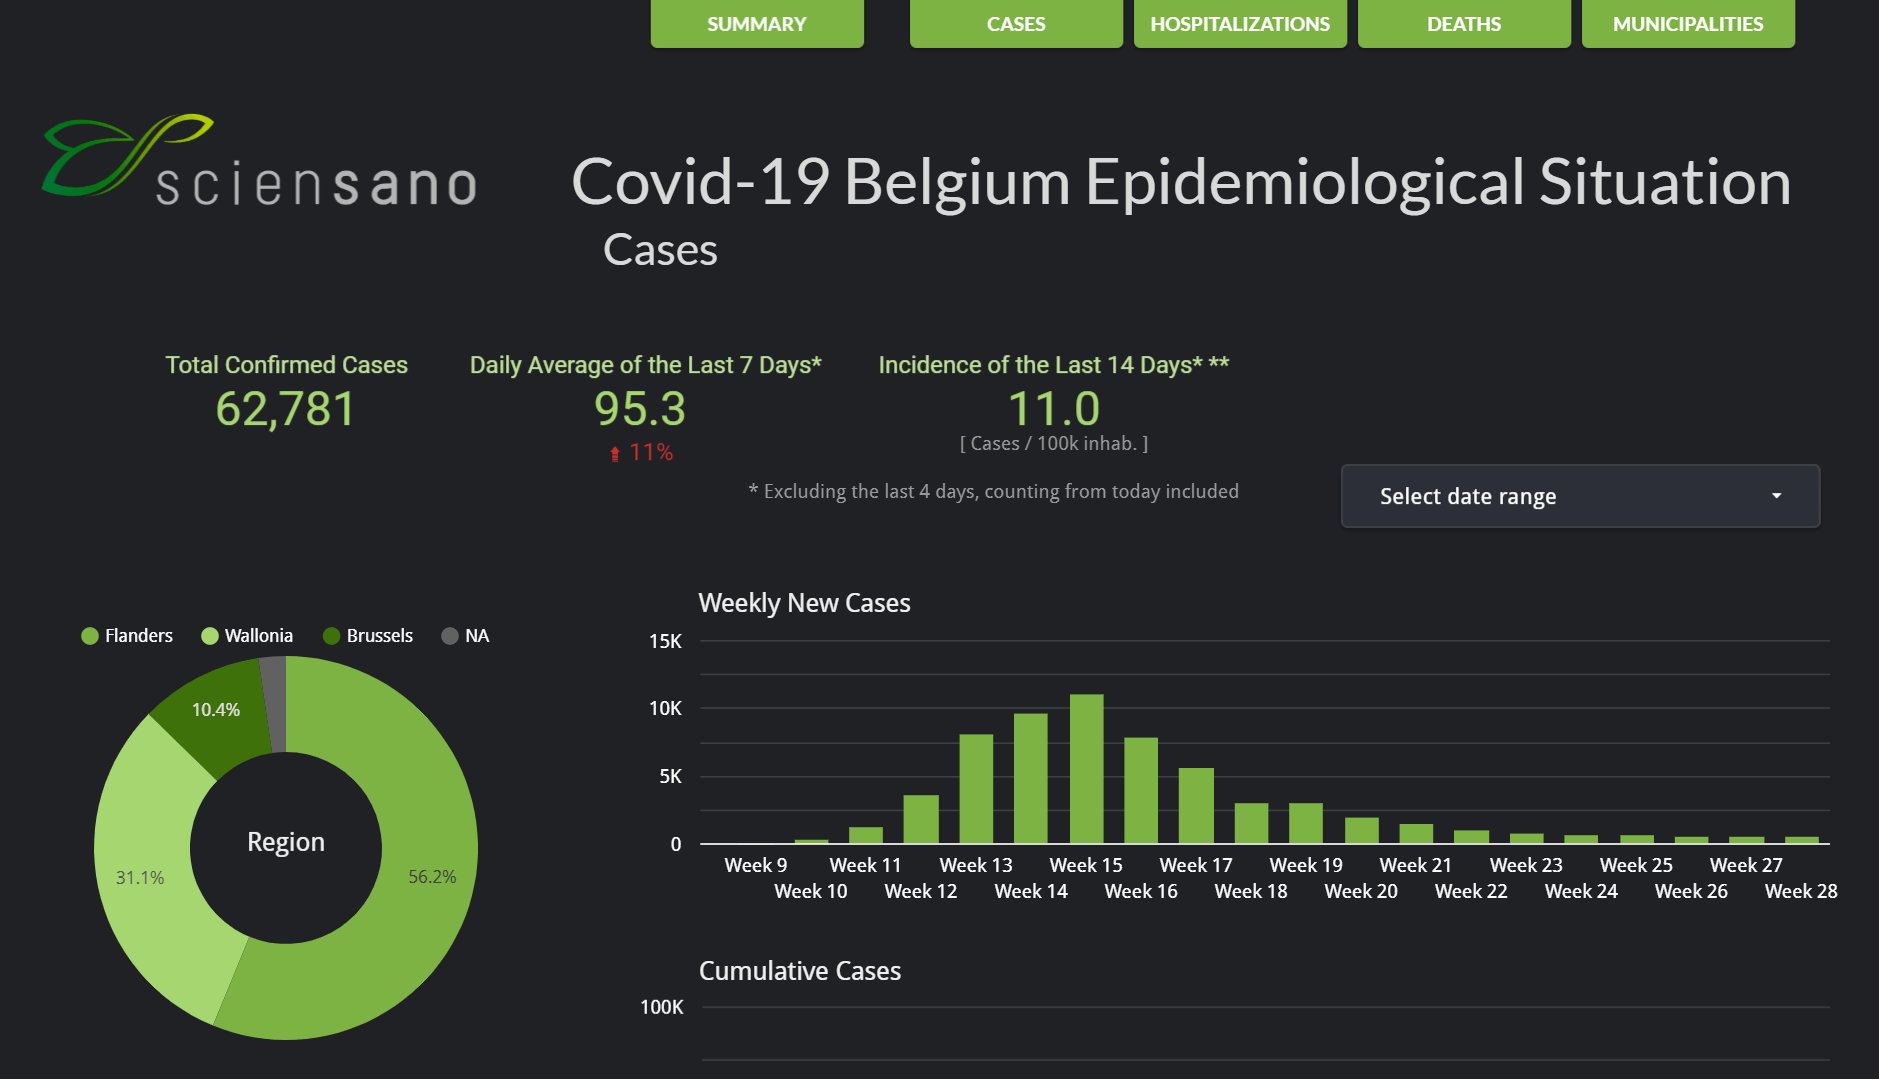 SUMMARY CASES HOSPITALIZATIONS DEATHS MUNICIPALITIES
sciensano
Covid-19 Belgium Epidemiological Situation
Cases
Total Confirmed Cases
62,781
Daily Average of the Last 7 Days*
95.3
11%
Incidence of the Last 14 Days* **
11.0
[ Cases / 100k inhab. ]
* Excluding the last 4 days, counting from today included
Select date range
Flanders Wallonia Brussels NA
10.4%
31.1%
56.2%
Region
Weekly New Cases
15K
10K
5K
0
Week 9 Week 11 Week 13 Week 15 Week 17 Week 19 Week 21 Week 23 Week 25 Week 27
Week 10 Week 12 Week 14 Week 16 Week 18 Week 20 Week 22 Week 24 Week 26 Week 28
Cumulative Cases
100K